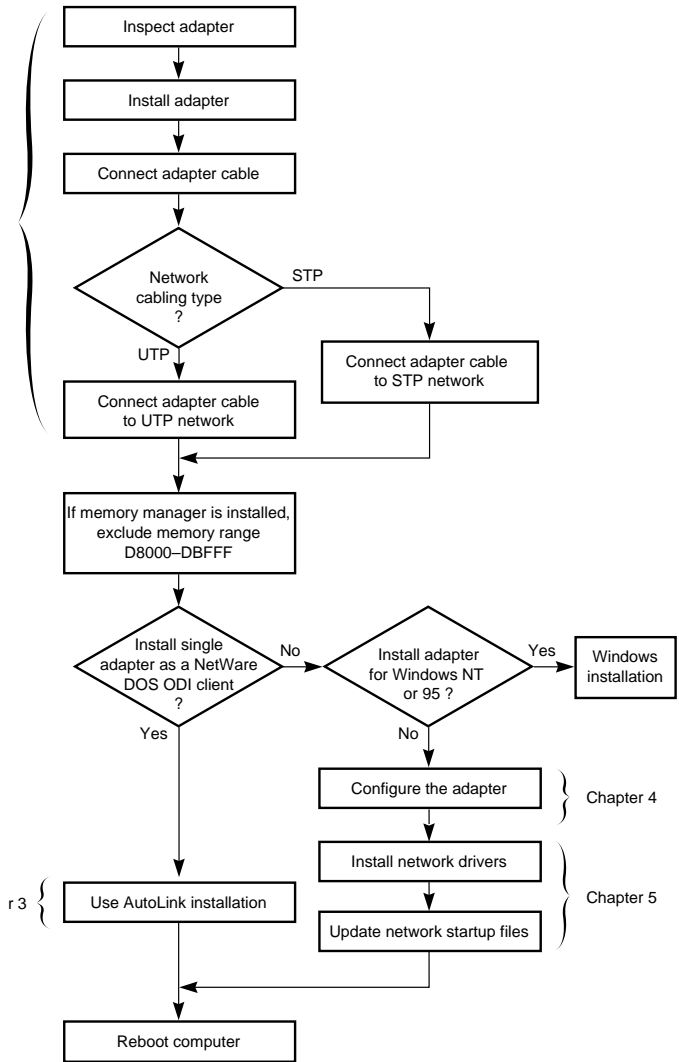 Inspect adapter
Install adapter
Connect adapter cable
Network
cabling type
?
STP
UTP
Connect adapter cable
to STP network
Connect adapter cable
to UTP network
If memory manager is installed,
exclude memory range
D8000–DBFFF
Install single
adapter as a NetWare
DOS ODI client
?
No
Install adapter
for Windows NT
or 95 ?
Yes
Windows
installation
Yes
No
Configure the adapter
Chapter 4
Install network drivers
Chapter 5
r 3
Use AutoLink installation
Update network startup files
Reboot computer